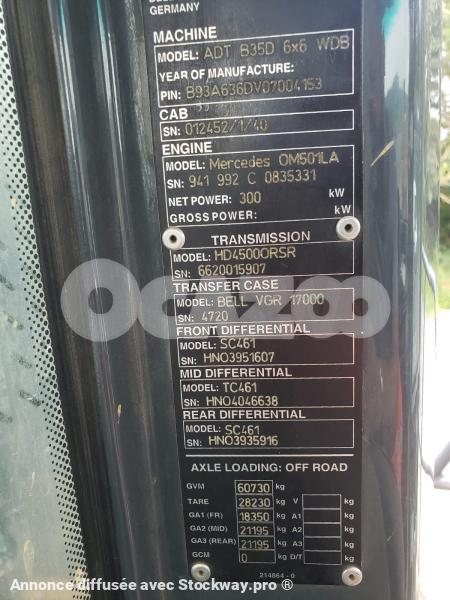 GERMANY
MACHINE
MODEL: ADT B35D 6x6 WDB
YEAR OF MANUFACTURE:
PIN: B93A636DV07004153
CAB
SN: 012452/1/40
ENGINE
MODEL: Mercedes OM501LA
SN: 941 992 C 0835331
NET POWER: 300 kW
GROSS POWER: kW
TRANSMISSION
MODEL: HD4500ORSR
SN: 6620015907
TRANSFER CASE
MODEL: BELL VGR 17000
SN: 4720
Ocazoo
FRONT DIFFERENTIAL
MODEL: SC461
SN: HNO3951607
MID DIFFERENTIAL
MODEL: TC461
SN: HNO4046638
REAR DIFFERENTIAL
MODEL: SC461
SN: HNO3935916
AXLE LOADING: OFF ROAD
GVM 60730 kg
TARE 28230 kg V kg
GA1 (FR) 18350 kg A1 kg
GA2 (MID) 21195 kg A2 kg
GA3 (REAR) 21195 kg A3 kg
GCM 0 kg D/T kg
214864 - 0
Annonce diffusée avec Stockway.pro ®